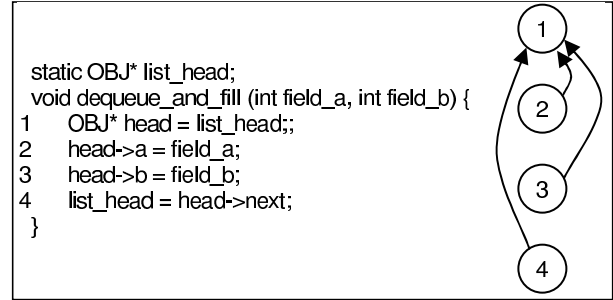 static OBJ* list_head;
void dequeue_and_fill (int field_a, int field_b) {
1 OBJ* head = list_head;;
2 head->a = field_a;
3 head->b = field_b;
4 list_head = head->next;
}
1
2
3
4